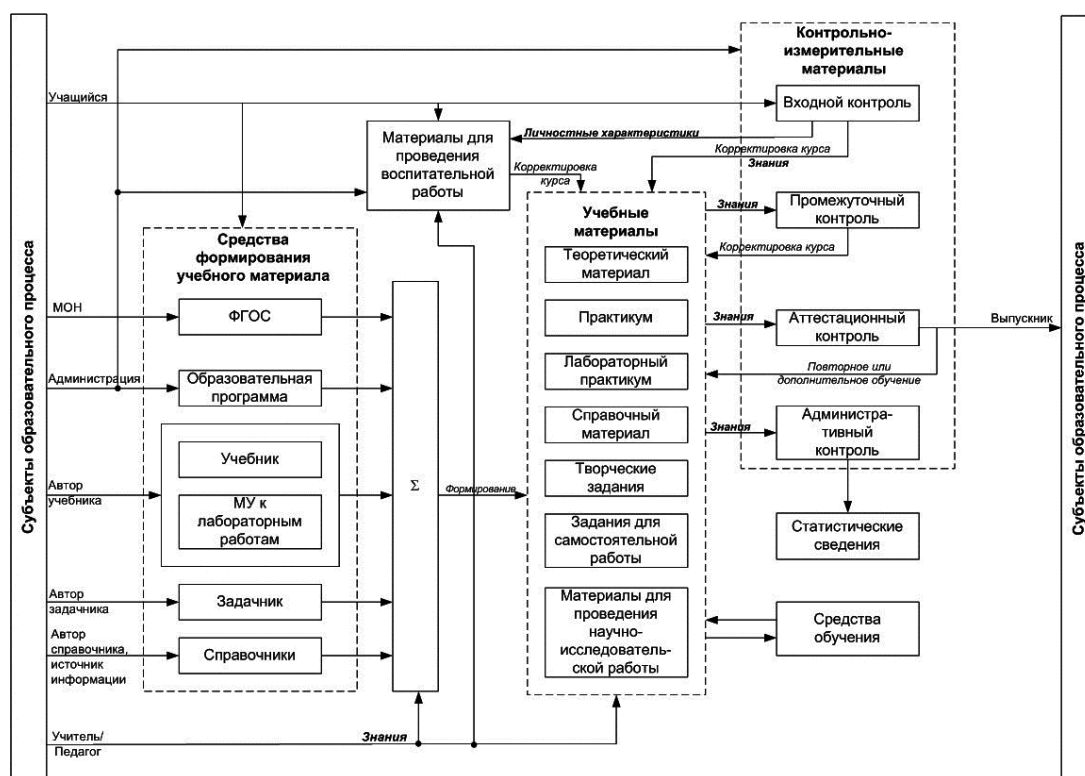 Субъекты образовательного процесса
Учащийся
МОН
Администрация
Автор
учебника
Автор
задачника
Автор
справочника,
источник
информации
Учитель/
Педагог
Знания
Средства
формирования
учебного материала
ФГОС
Образовательная
программа
Учебник
МУ к
лабораторным
работам
Задачник
Справочники
Σ
Формирование
Материалы для
проведения
воспитательной
работы
Личностные характеристики
Корректировка
курса
Корректировка курса
Знания
Учебные
материалы
Теоретический
материал
Практикум
Лабораторный
практикум
Справочный
материал
Творческие
задания
Задания для
самостоятельной
работы
Материалы для
проведения
научно-
исследователь-
ской работы
Контрольно-
измерительные
материалы
Входной контроль
Знания
Промежуточный
контроль
Корректировка курса
Знания
Аттестационный
контроль
Повторное или
дополнительное обучение
Знания
Администра-
тивный
контроль
Статистические
сведения
Средства
обучения
Выпускник
Субъекты образовательного процесса